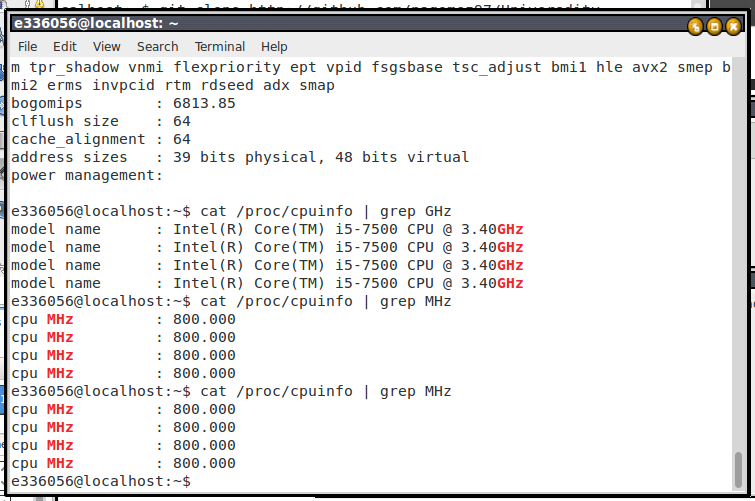 e336056@localhost: ~
File Edit View Search Terminal Help
m tpr_shadow vnmi flexpriority ept vpid fsgsbase tsc_adjust bmi1 hle avx2 smep b
mi2 erms invpcid rtm rdseed adx smap
bogomips : 6813.85
clflush size : 64
cache_alignment : 64
address sizes : 39 bits physical, 48 bits virtual
power management:
e336056@localhost:~$ cat /proc/cpuinfo | grep GHz
model name : Intel(R) Core(TM) i5-7500 CPU @ 3.40GHz
model name : Intel(R) Core(TM) i5-7500 CPU @ 3.40GHz
model name : Intel(R) Core(TM) i5-7500 CPU @ 3.40GHz
model name : Intel(R) Core(TM) i5-7500 CPU @ 3.40GHz
e336056@localhost:~$ cat /proc/cpuinfo | grep MHz
cpu MHz : 800.000
cpu MHz : 800.000
cpu MHz : 800.000
cpu MHz : 800.000
e336056@localhost:~$ cat /proc/cpuinfo | grep MHz
cpu MHz : 800.000
cpu MHz : 800.000
cpu MHz : 800.000
cpu MHz : 800.000
e336056@localhost:~$